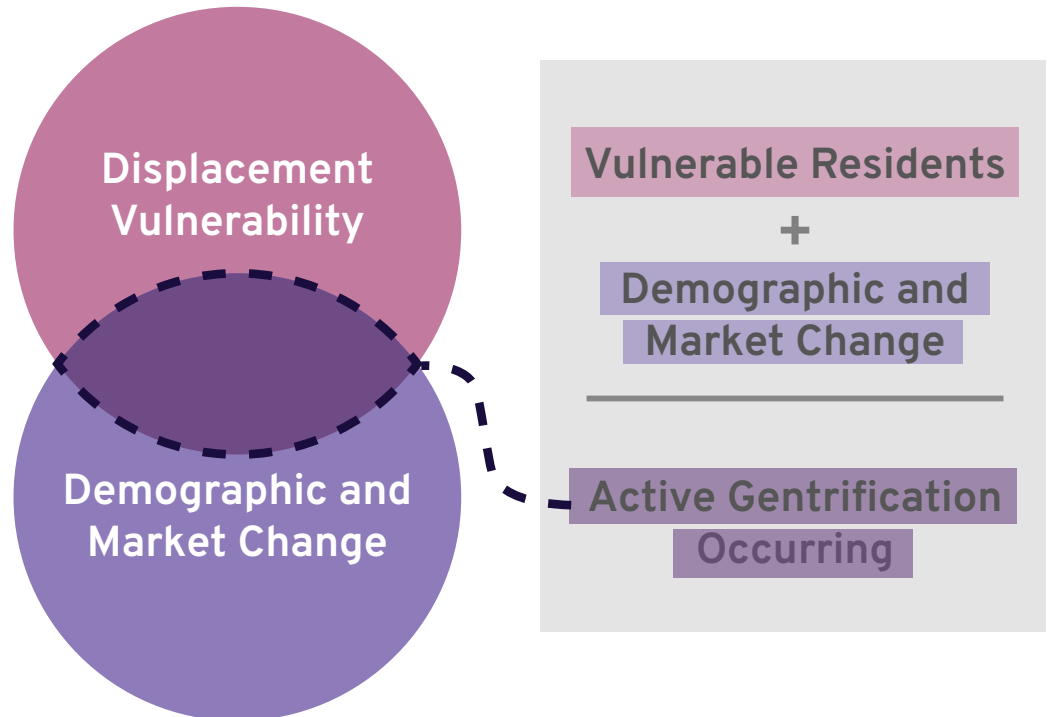 Displacement
Vulnerability
Demographic and
Market Change
Vulnerable Residents
+
Demographic and
Market Change
Active Gentrification
Occurring